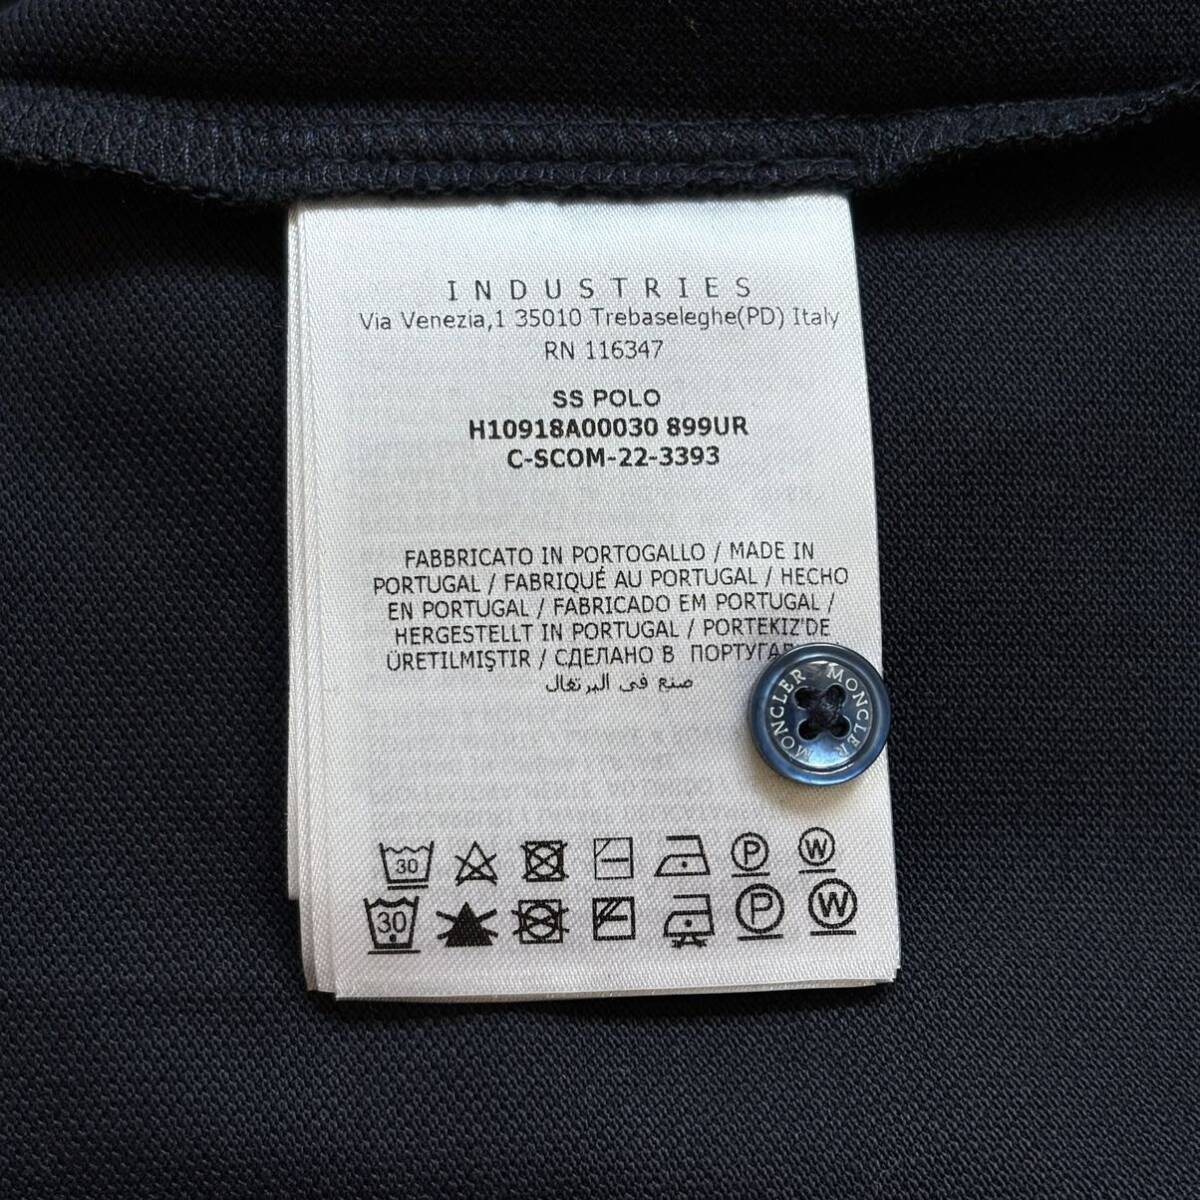 INDUSTRIES
Via Venezia,1 35010 Trebaseleghe(PD) Italy
RN 116347
SS POLO
H10918A00030 899UR
C-SCOM-22-3393
FABBRICATO IN PORTOGALLO / MADE IN
PORTUGAL / FABRIQUÉ AU PORTUGAL / HECHO
EN PORTUGAL / FABRICADO EM PORTUGAL /
HERGESTELLT IN PORTUGAL / PORTEKIZ'DE
ÜRETILMIŞTIR / СДЕЛАНО В
صنع في البرتغال
MONCLER MONCLER
30 P W
30 P W